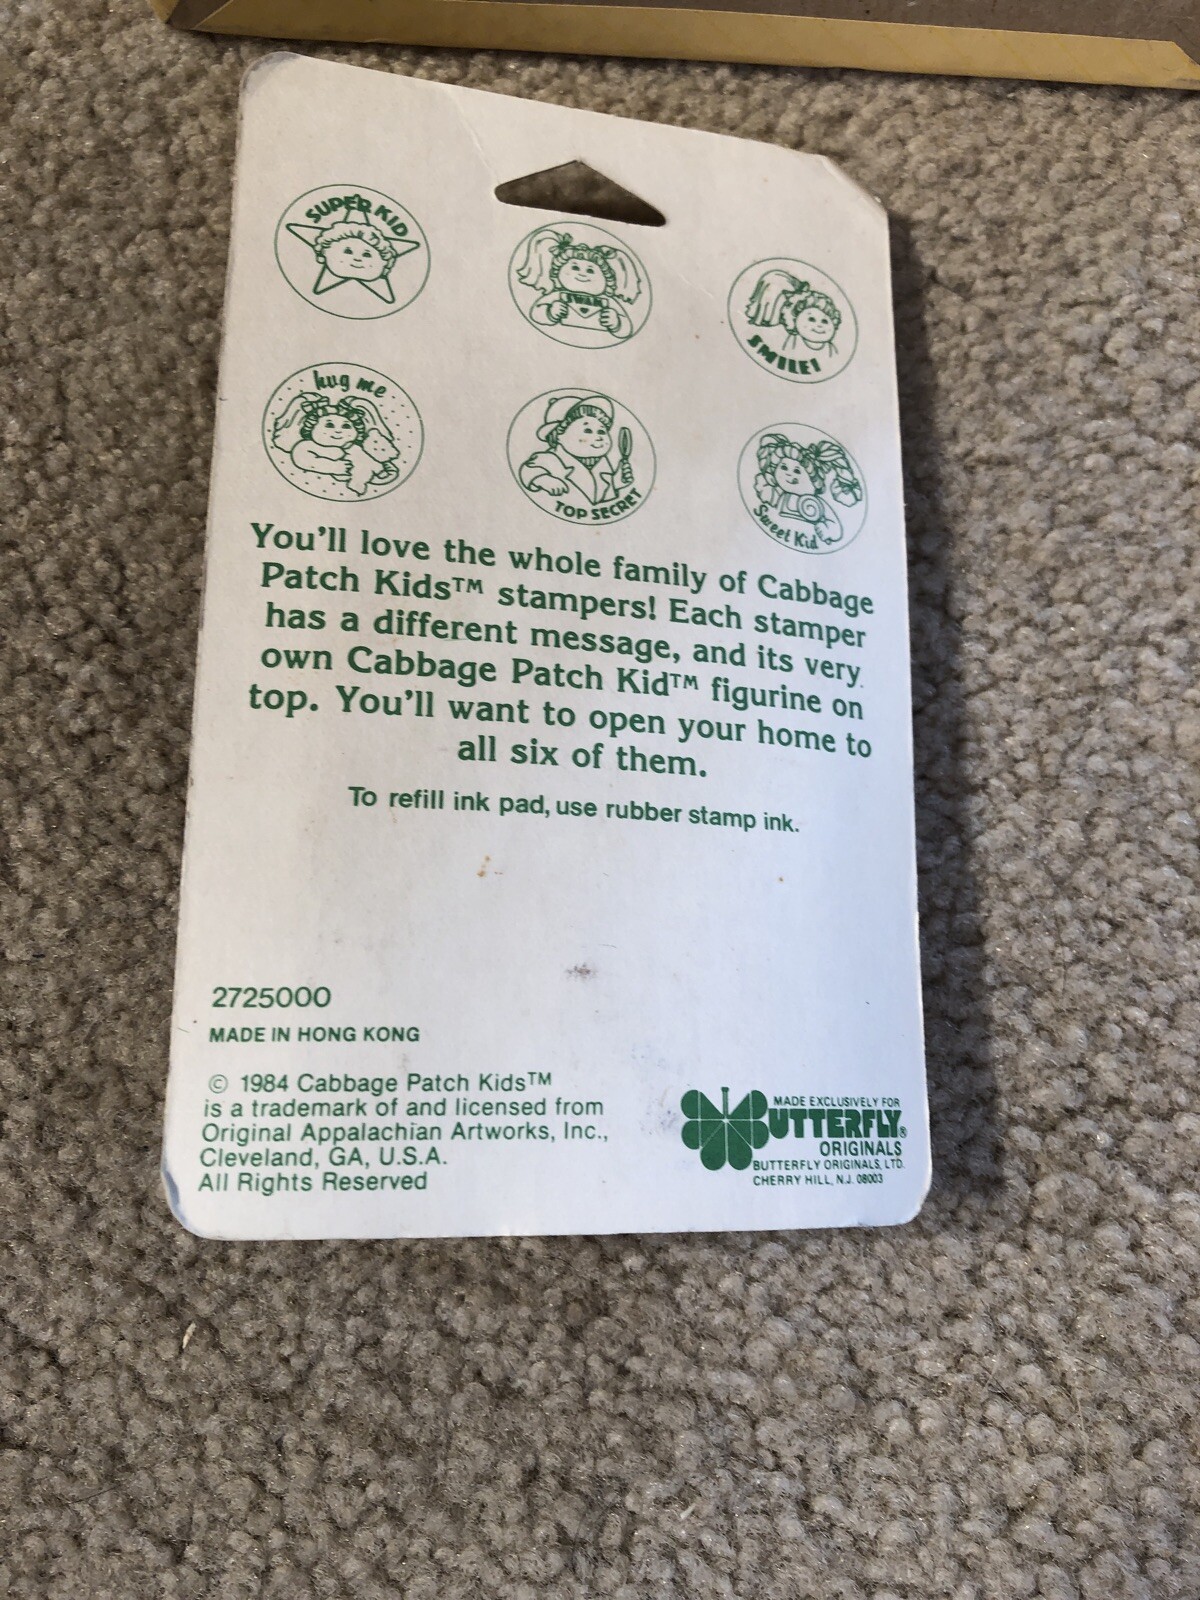 SUPER KID
SWAK
SMILE!
hug me
TOP SECRET
Sweet Kid
You'll love the whole family of Cabbage
Patch Kids™ stampers! Each stamper
has a different message, and its very
own Cabbage Patch Kid™ figurine on
top. You'll want to open your home to
all six of them.
To refill ink pad, use rubber stamp ink.
2725000
MADE IN HONG KONG
© 1984 Cabbage Patch Kids™
is a trademark of and licensed from
Original Appalachian Artworks, Inc.,
Cleveland, GA, U.S.A.
All Rights Reserved
MADE EXCLUSIVELY FOR
BUTTERFLY®
ORIGINALS
BUTTERFLY ORIGINALS, LTD.
CHERRY HILL, N.J. 08003